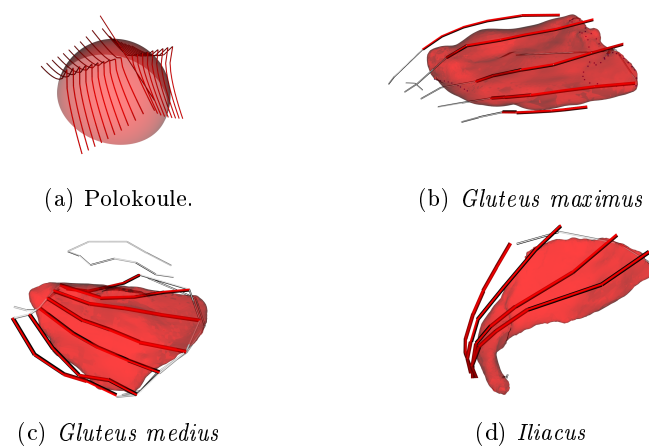 (a) Polokoule.
(b) Gluteus maximus
(c) Gluteus medius
(d) Iliacus